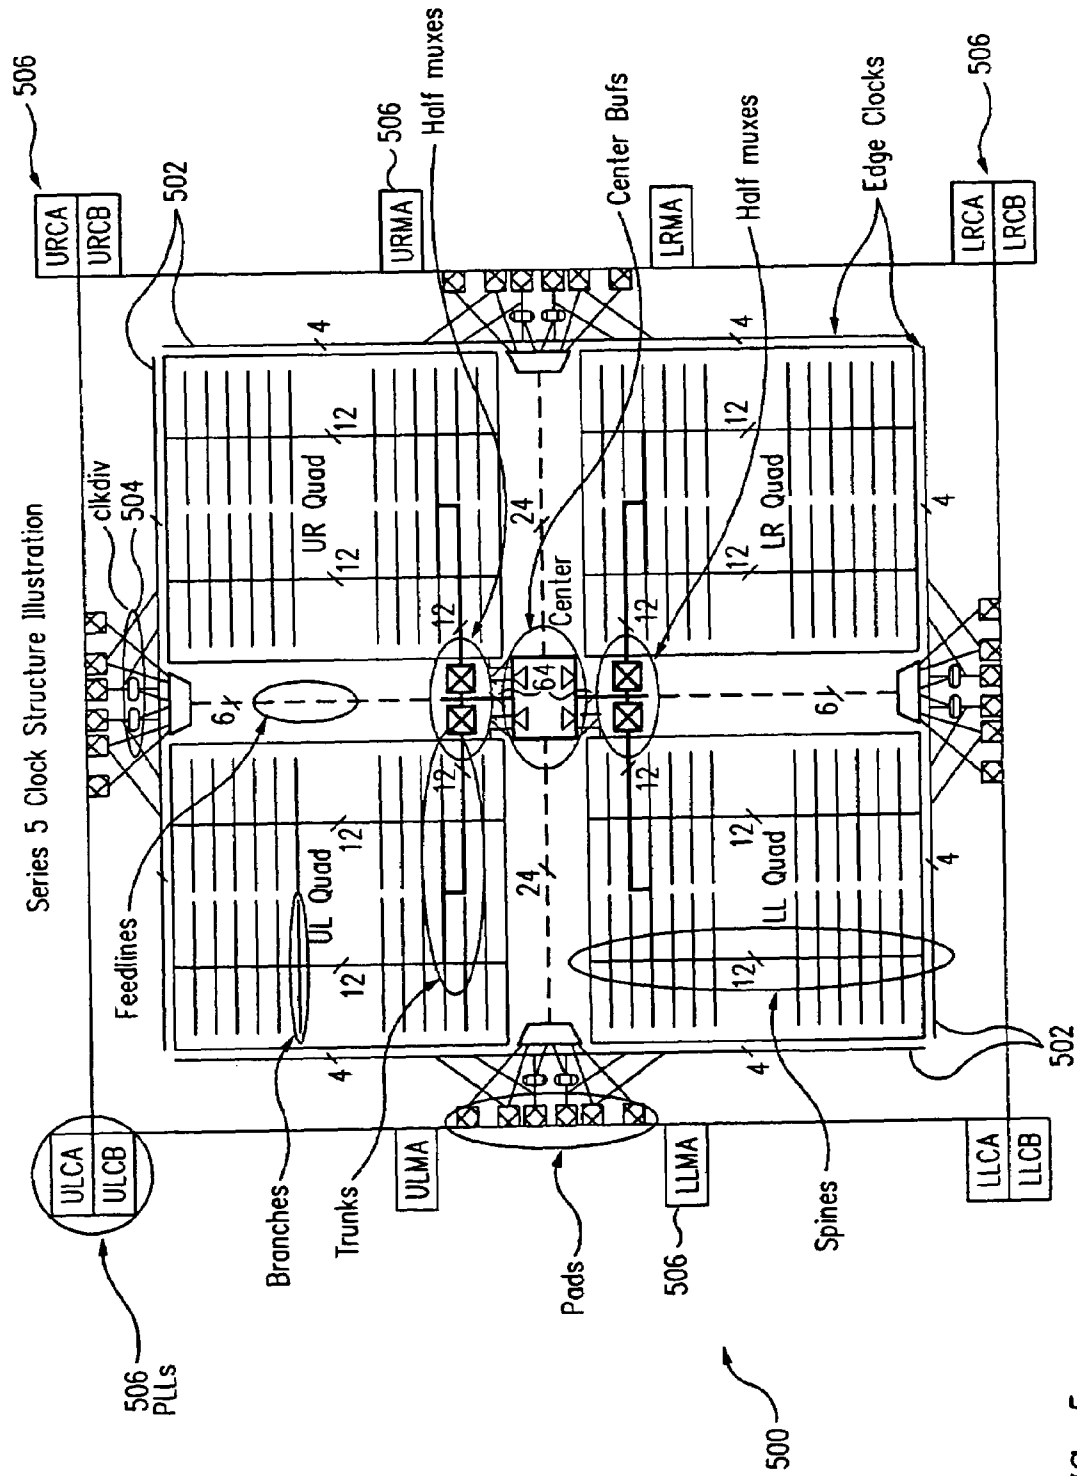 Series 5 Clock Structure Illustration
506
URCA
URCB
ULCA
ULCB
506
PLLs
clkdiv
504
Feedlines
502
4
4
6
Branches
UL Quad
UR Quad
12
12
12
12
Trunks
ULMA
URMA
506
12
12
Half muxes
Pads
24
64
Center
24
Center Bufs
12
12
506
LLMA
LRMA
Half muxes
12
12
12
12
LL Quad
LR Quad
4
6
4
Spines
500
Edge Clocks
4
4
LLCA
LLCB
LRCA
LRCB
506
502